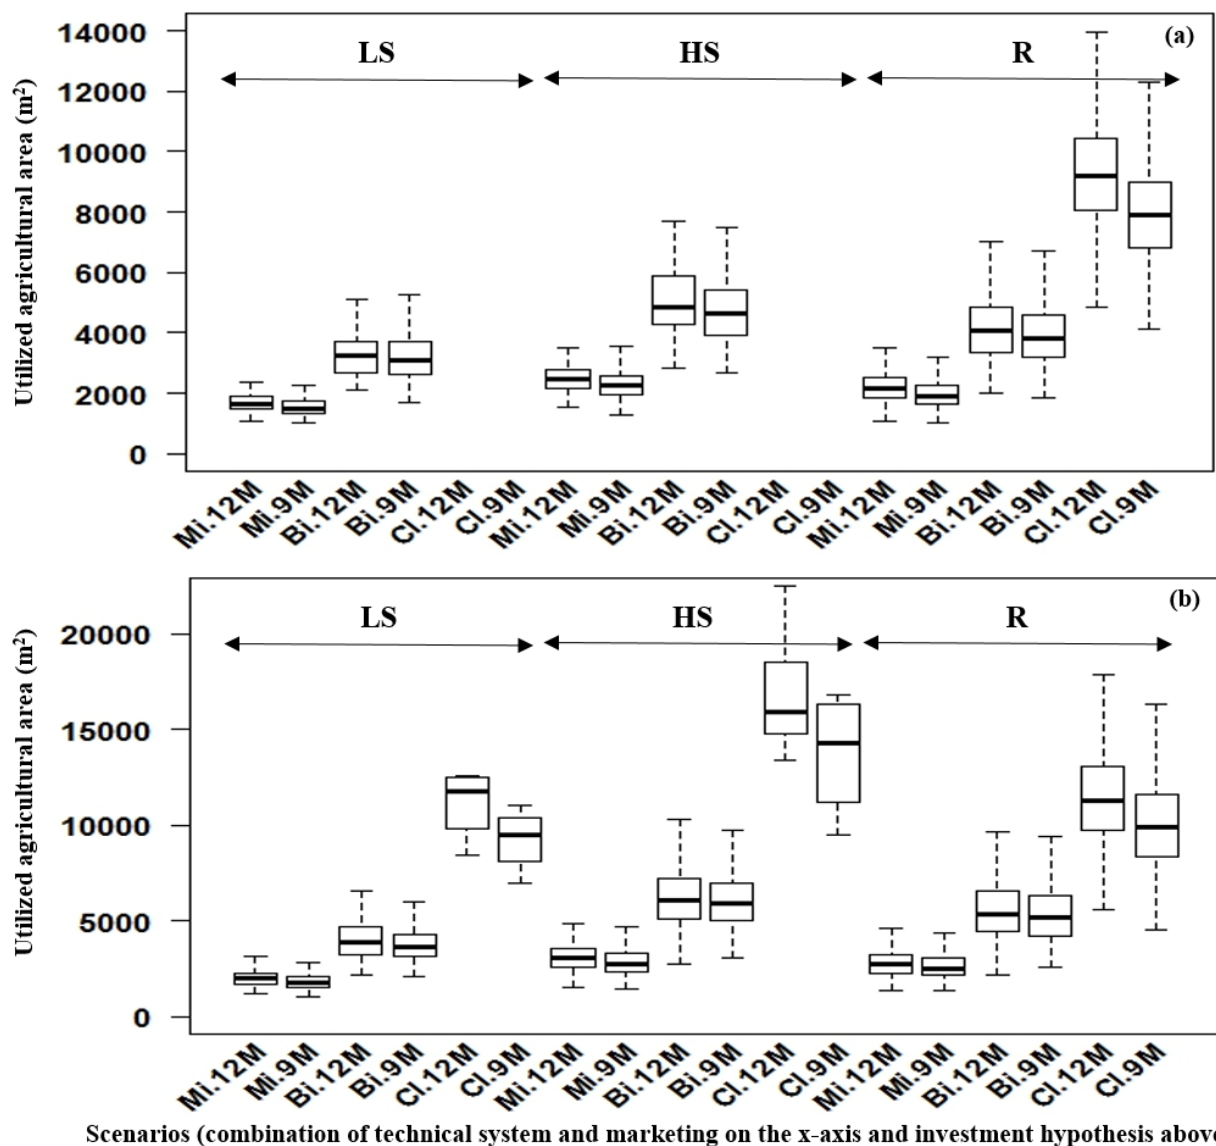 (a)
LS HS R
Utilized agricultural area (m²)
14000
12000
10000
8000
6000
4000
2000
0
Mi.12M Mi.9M Bi.12M Bi.9M Cl.12M Cl.9M Mi.12M Mi.9M Bi.12M Bi.9M Cl.12M Cl.9M Mi.12M Mi.9M Bi.12M Bi.9M Cl.12M Cl.9M
(b)
LS HS R
Utilized agricultural area (m²)
20000
15000
10000
5000
0
Mi.12M Mi.9M Bi.12M Bi.9M Cl.12M Cl.9M Mi.12M Mi.9M Bi.12M Bi.9M Cl.12M Cl.9M Mi.12M Mi.9M Bi.12M Bi.9M Cl.12M Cl.9M
Scenarios (combination of technical system and marketing on the x-axis and investment hypothesis above